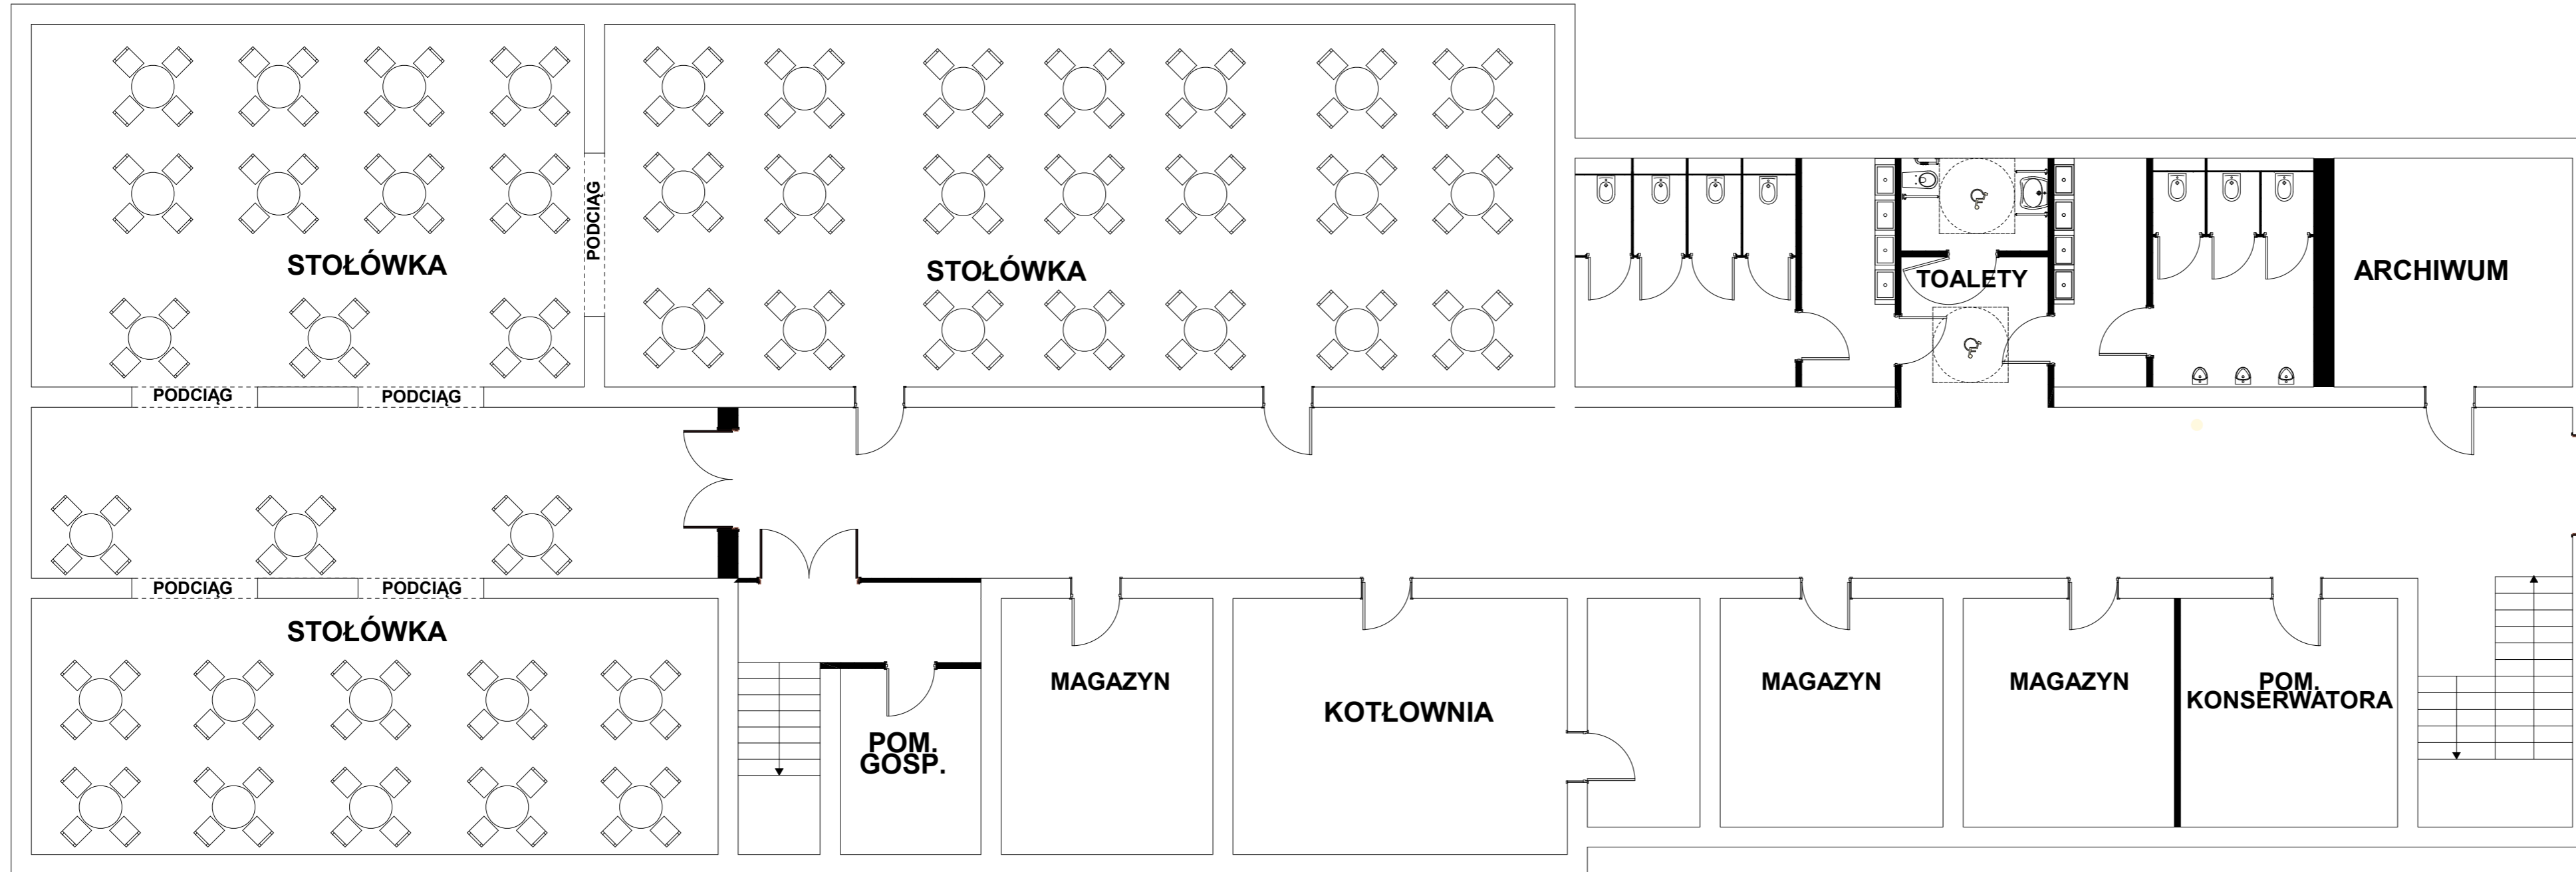 PODCIĄG
STOŁÓWKA
STOŁÓWKA
TOALETY
ARCHIWUM
PODCIĄG
PODCIĄG
PODCIĄG
PODCIĄG
STOŁÓWKA
MAGAZYN
MAGAZYN
MAGAZYN
POM.
KONSERWATORA
KOTŁOWNIA
POM.
GOSP.